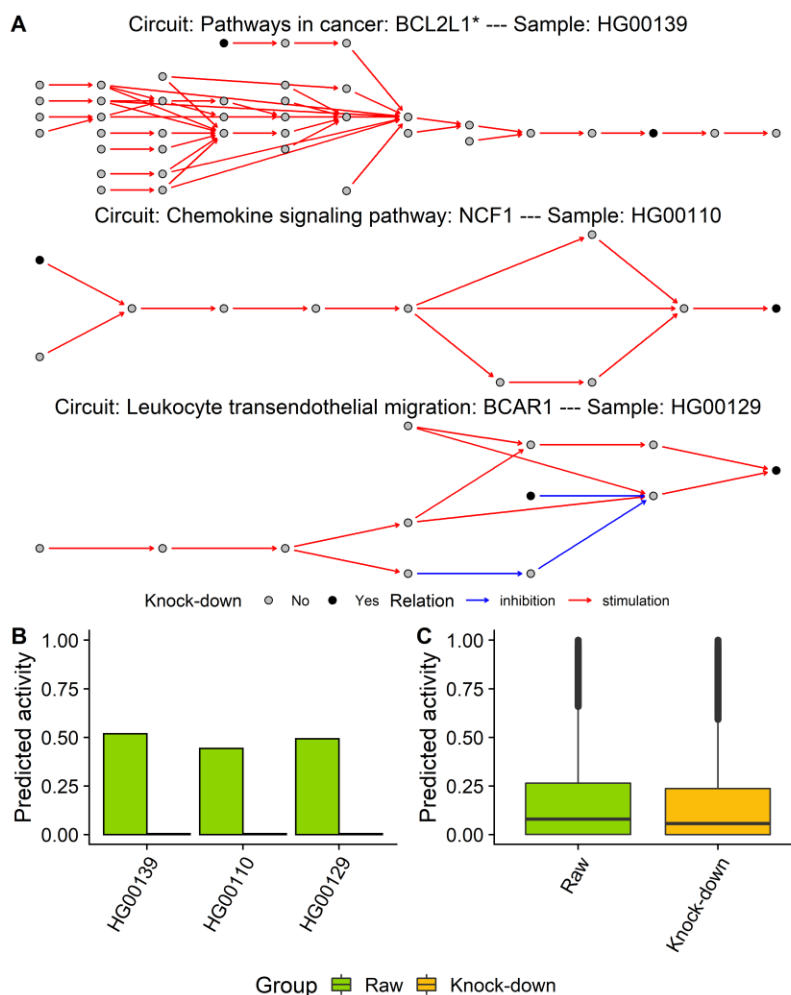 A
Circuit: Pathways in cancer: BCL2L1* --- Sample: HG00139
Circuit: Chemokine signaling pathway: NCF1 --- Sample: HG00110
Circuit: Leukocyte transendothelial migration: BCAR1 --- Sample: HG00129
Knock-down No Yes Relation inhibition stimulation
B
Predicted activity
1.00
0.75
0.50
0.25
0.00
HG00139
HG00110
HG00129
C
Predicted activity
1.00
0.75
0.50
0.25
0.00
Raw
Knock-down
Group Raw Knock-down